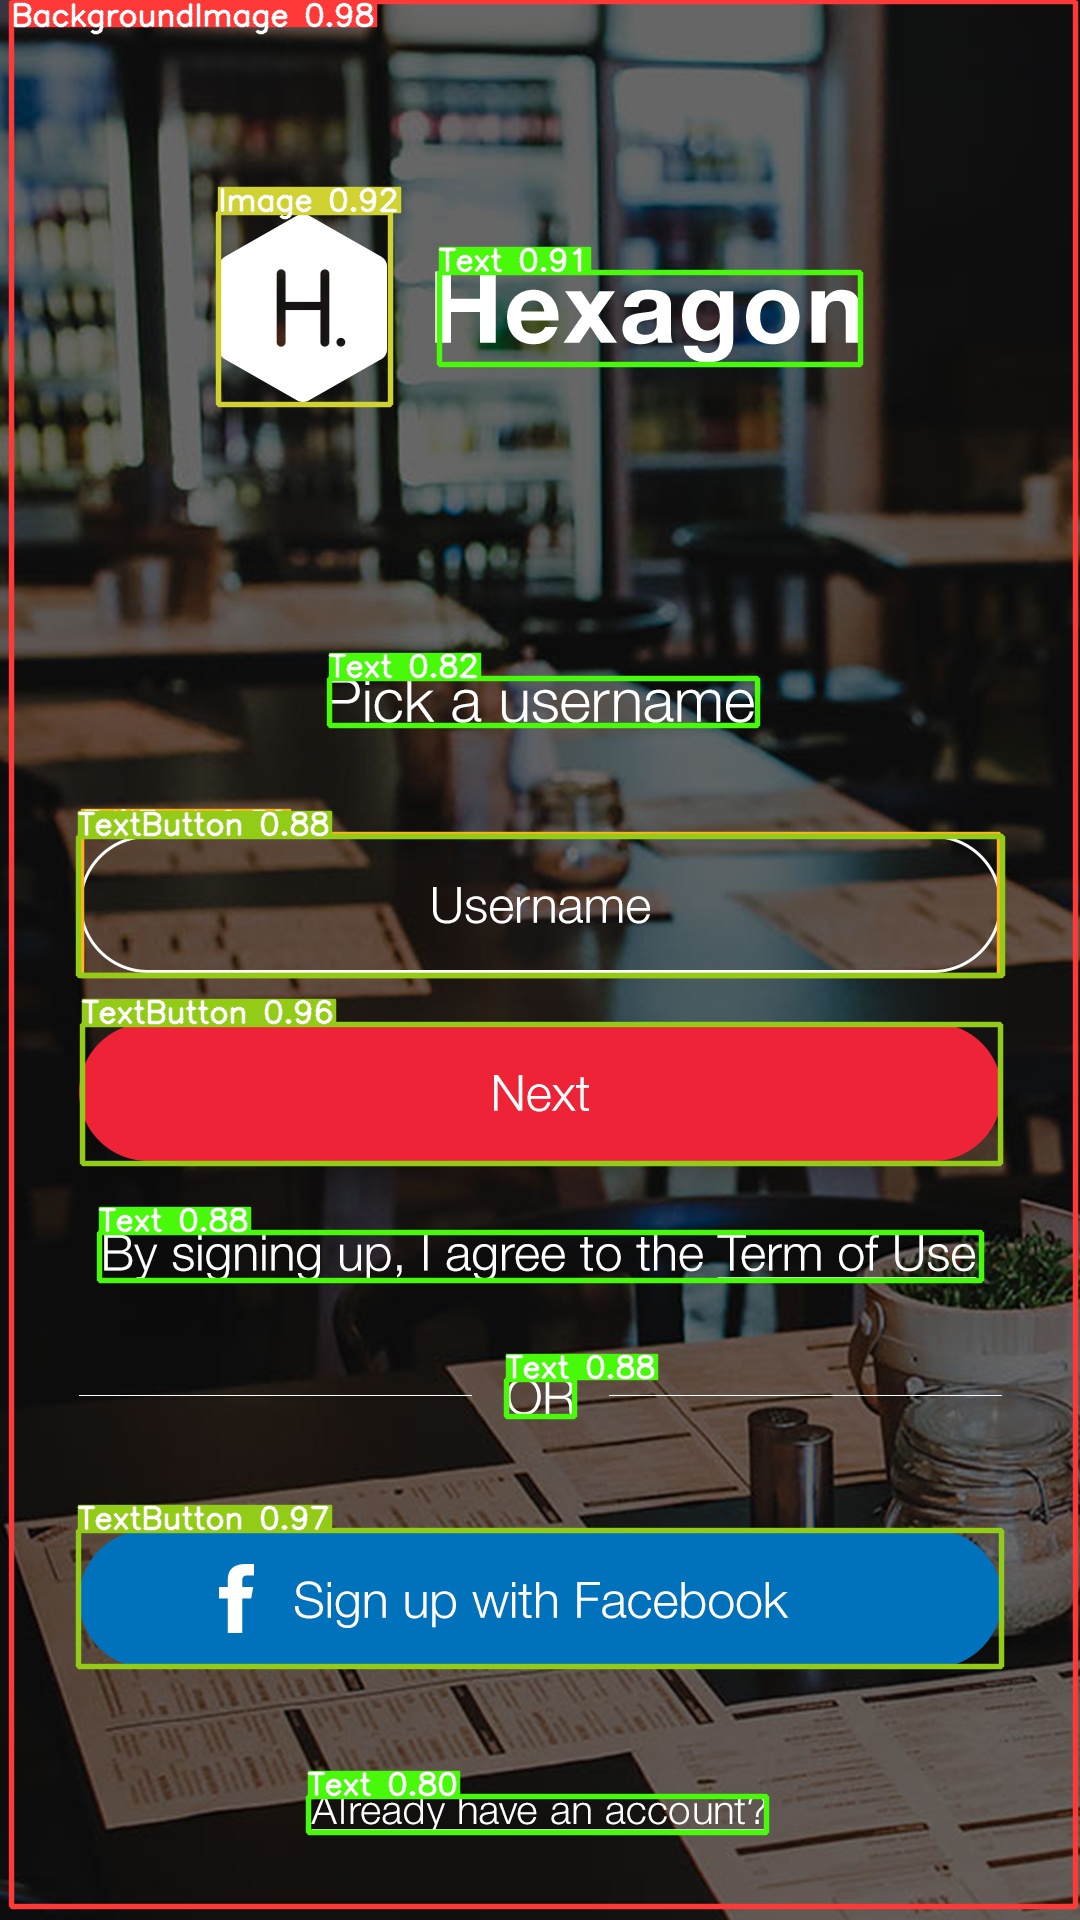 BackgroundImage 0.98
Image 0.92
H.
Text 0.91
Hexagon
Text 0.82
Pick a username
TextButton 0.88
Username
TextButton 0.96
Next
Text 0.88
By signing up, I agree to the Term of Use
Text 0.88
OR
TextButton 0.97
f Sign up with Facebook
Text 0.80
Already have an account?